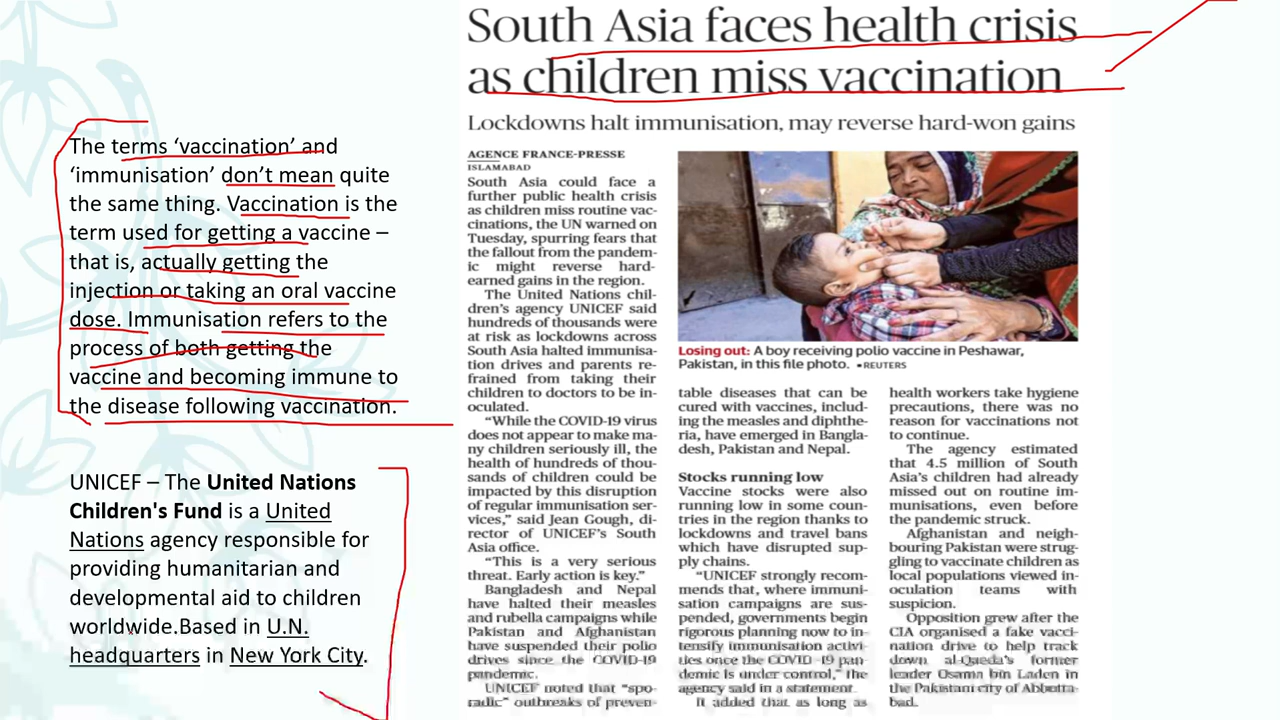 The terms ‘vaccination’ and
‘immunisation’ don’t mean quite
the same thing. Vaccination is the
term used for getting a vaccine –
that is, actually getting the
injection or taking an oral vaccine
dose. Immunisation refers to the
process of both getting the
vaccine and becoming immune to
the disease following vaccination.
UNICEF – The United Nations
Children's Fund is a United
Nations agency responsible for
providing humanitarian and
developmental aid to children
worldwide.Based in U.N.
headquarters in New York City.
South Asia faces health crisis
as children miss vaccination
Lockdowns halt immunisation, may reverse hard-won gains
AGENCE FRANCE-PRESSE
ISLAMABAD
South Asia could face a
further public health crisis
as children miss routine vac-
cinations, the UN warned on
Tuesday, spurring fears that
the fallout from the pandem-
ic might reverse hard-
earned gains in the region.
The United Nations chil-
dren’s agency UNICEF said
hundreds of thousands were
at risk as lockdowns across
South Asia halted immunisa-
tion drives and parents re-
frained from taking their
children to doctors to be in-
oculated.
“While the COVID-19 virus
does not appear to make ma-
ny children seriously ill, the
health of hundreds of thou-
sands of children could be
impacted by this disruption
of regular immunisation ser-
vices,” said Jean Gough, di-
rector of UNICEF’s South
Asia office.
“This is a very serious
threat. Early action is key.”
Bangladesh and Nepal
have halted their measles
and rubella campaigns while
Pakistan and Afghanistan
have suspended their polio
drives since the COVID-19
pandemic.
UNICEF noted that “spo-
radic” outbreaks of preven-
Losing out: A boy receiving polio vaccine in Peshawar,
Pakistan, in this file photo. •REUTERS
table diseases that can be
cured with vaccines, includ-
ing the measles and diphthe-
ria, have emerged in Bangla-
desh, Pakistan and Nepal.
Stocks running low
Vaccine stocks were also
running low in some coun-
tries in the region thanks to
lockdowns and travel bans
which have disrupted sup-
ply chains.
“UNICEF strongly recom-
mends that, where immuni-
sation campaigns are sus-
pended, governments begin
rigorous planning now to in-
tensify immunisation activi-
ties once the COVID-19 pan-
demic is under control,” the
agency said in a statement.
It added that as long as
health workers take hygiene
precautions, there was no
reason for vaccinations not
to continue.
The agency estimated
that 4.5 million of South
Asia’s children had already
missed out on routine im-
munisations, even before
the pandemic struck.
Afghanistan and neigh-
bouring Pakistan were strug-
gling to vaccinate children as
local populations viewed in-
oculation teams with
suspicion.
Opposition grew after the
CIA organised a fake vacci-
nation drive to help track
down al-Qaeda’s former
leader Osama bin Laden in
the Pakistani city of Abbotta-
bad.